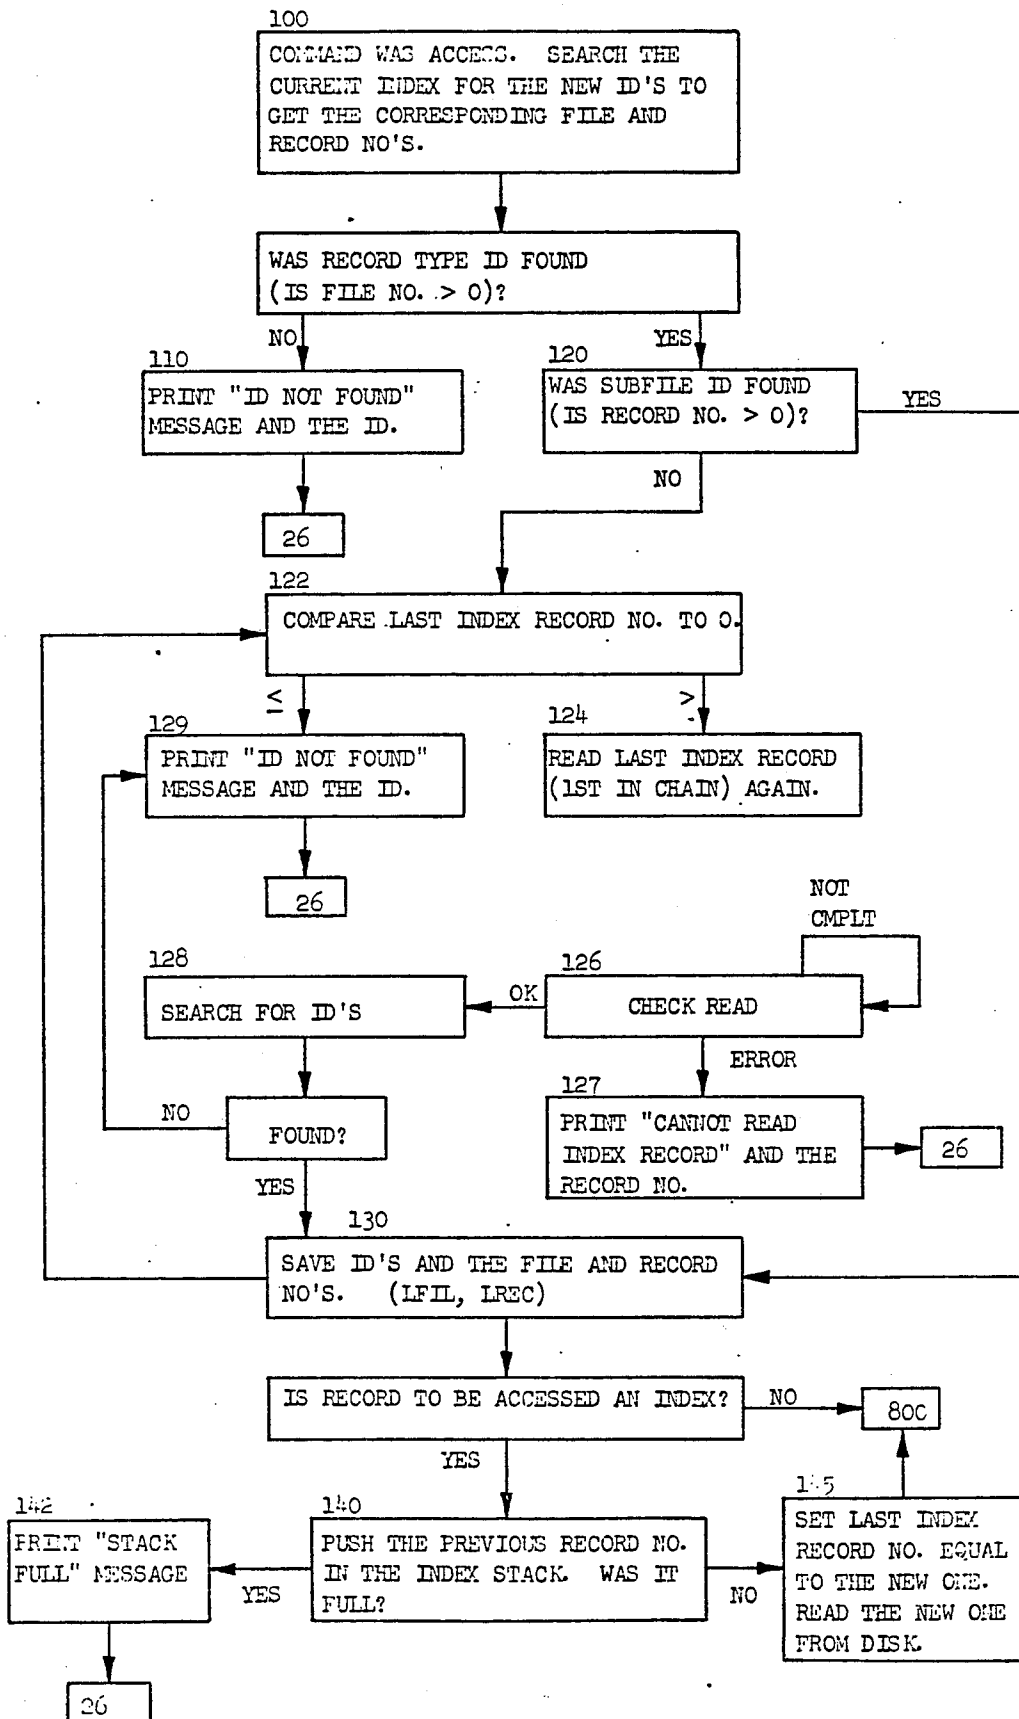 100
COMMAND WAS ACCESS. SEARCH THE
CURRENT INDEX FOR THE NEW ID'S TO
GET THE CORRESPONDING FILE AND
RECORD NO'S.
WAS RECORD TYPE ID FOUND
(IS FILE NO. > 0)?
NO
YES
110
PRINT "ID NOT FOUND"
MESSAGE AND THE ID.
26
120
WAS SUBFILE ID FOUND
(IS RECORD NO. > 0)?
YES
NO
122
COMPARE LAST INDEX RECORD NO. TO 0.
≤
>
129
PRINT "ID NOT FOUND"
MESSAGE AND THE ID.
26
124
READ LAST INDEX RECORD
(1ST IN CHAIN) AGAIN.
NOT
CMPLT
128
SEARCH FOR ID'S
OK
126
CHECK READ
ERROR
NO
FOUND?
YES
127
PRINT "CANNOT READ
INDEX RECORD" AND THE
RECORD NO.
26
130
SAVE ID'S AND THE FILE AND RECORD
NO'S. (LFIL, LREC)
IS RECORD TO BE ACCESSED AN INDEX?
NO
800
YES
142
PRINT "STACK
FULL" MESSAGE
26
YES
140
PUSH THE PREVIOUS RECORD NO.
IN THE INDEX STACK. WAS IT
FULL?
NO
145
SET LAST INDEX
RECORD NO. EQUAL
TO THE NEW ONE.
READ THE NEW ONE
FROM DISK.